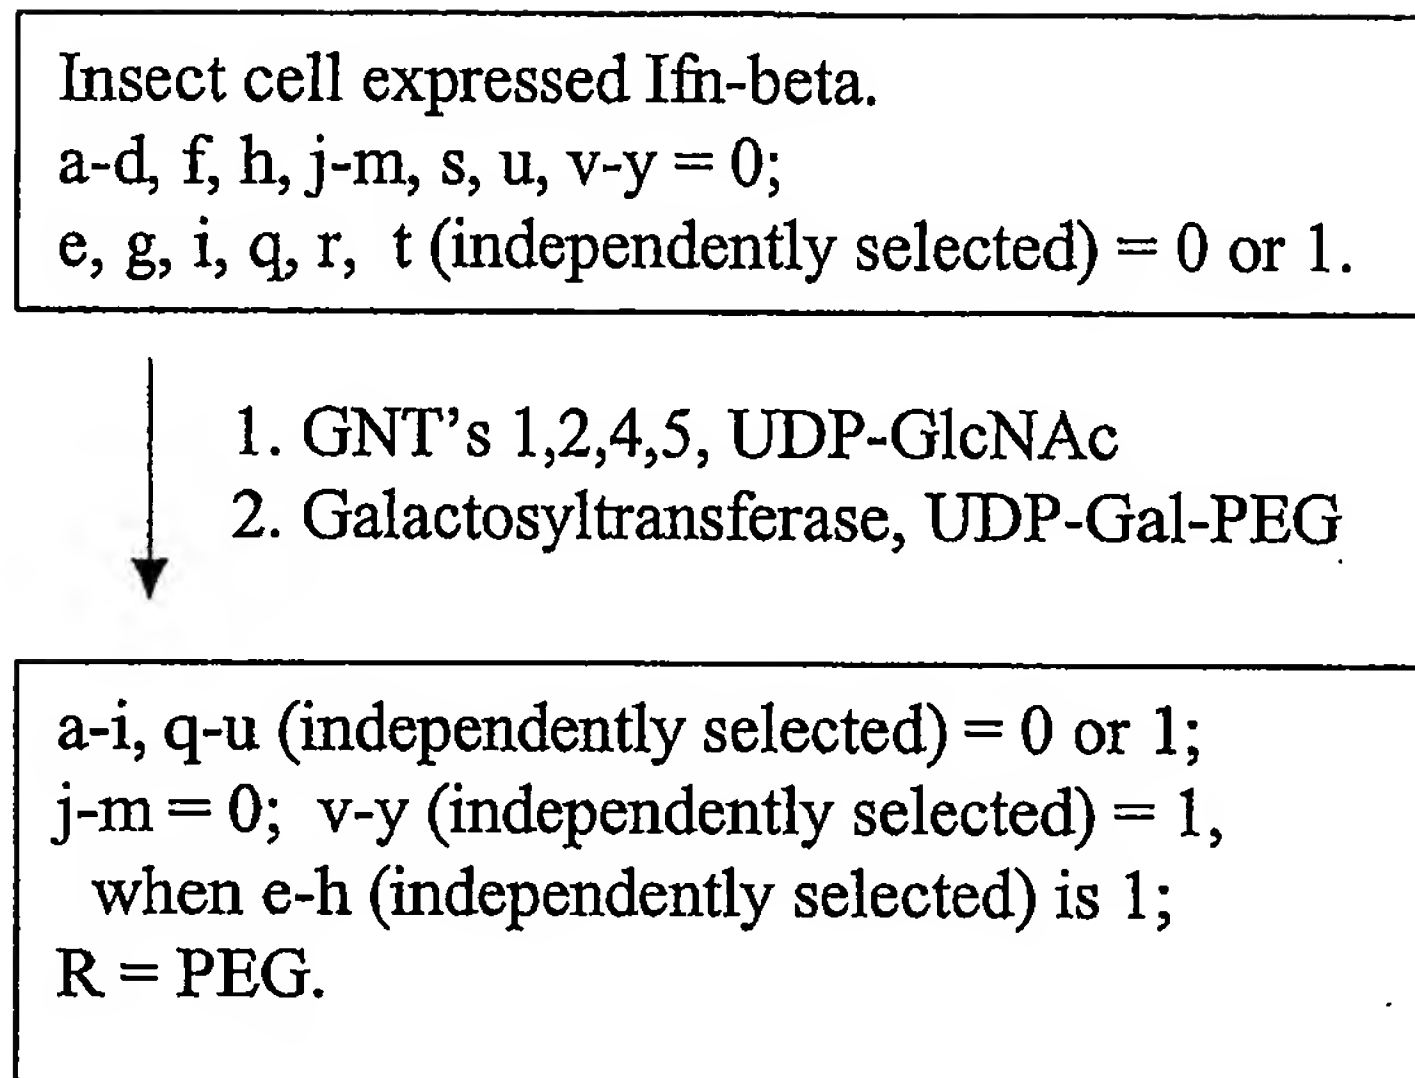 Insect cell expressed Ifn-beta.
a-d, f, h, j-m, s, u, v-y = 0;
e, g, i, q, r, t (independently selected) = 0 or 1.
1. GNT's 1,2,4,5, UDP-GlcNAc
2. Galactosyltransferase, UDP-Gal-PEG
a-i, q-u (independently selected) = 0 or 1;
j-m = 0; v-y (independently selected) = 1,
when e-h (independently selected) is 1;
R = PEG.